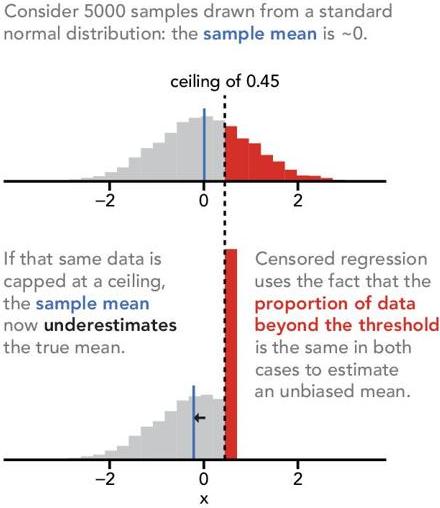 Consider 5000 samples drawn from a standard
normal distribution: the sample mean is ~0.
ceiling of 0.45
−2 0 2
If that same data is
capped at a ceiling,
the sample mean
now underestimates
the true mean.
Censored regression
uses the fact that the
proportion of data
beyond the threshold
is the same in both
cases to estimate
an unbiased mean.
−2 0 2
x